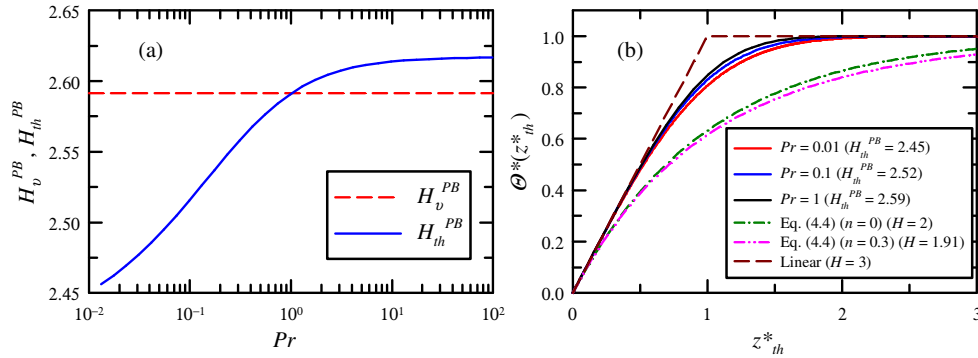 (a)
H_υ^PB , H_th^PB
2.65
2.60
2.55
2.50
2.45
H_υ^PB
H_th^PB
10^−2
10^−1
10^0
10^1
10^2
Pr
(b)
Θ*(z*_th)
1.0
0.8
0.6
0.4
0.2
0.0
Pr = 0.01 (H_th^PB = 2.45)
Pr = 0.1 (H_th^PB = 2.52)
Pr = 1 (H_th^PB = 2.59)
Eq. (4.4) (n = 0) (H = 2)
Eq. (4.4) (n = 0.3) (H = 1.91)
Linear (H = 3)
0
1
2
3
z*_th